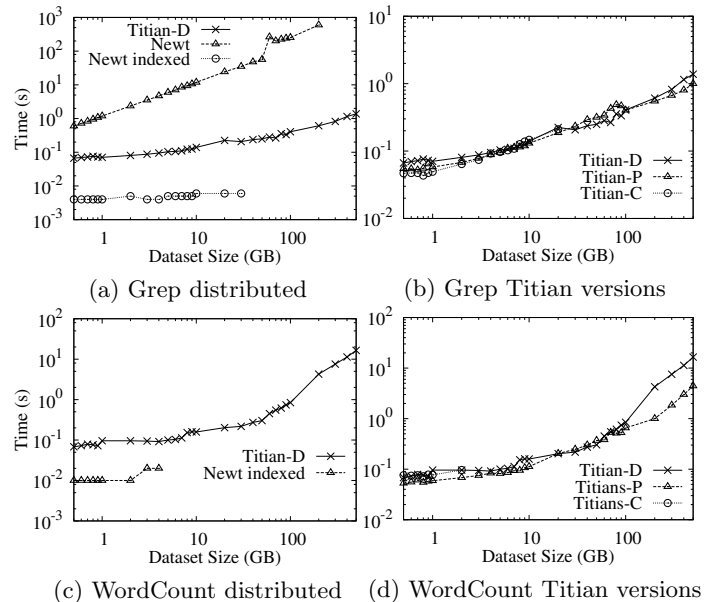 10^3
10^2
10^1
10^0
10^-1
10^-2
10^-3
Time (s)
Titian-D
Newt
Newt indexed
1 10 100
Dataset Size (GB)
(a) Grep distributed
10^2
10^1
10^0
10^-1
10^-2
Titian-D
Titian-P
Titian-C
1 10 100
Dataset Size (GB)
(b) Grep Titian versions
10^2
10^1
10^0
10^-1
10^-2
10^-3
Time (s)
Titian-D
Newt indexed
1 10 100
Dataset Size (GB)
(c) WordCount distributed
10^2
10^1
10^0
10^-1
10^-2
Titian-D
Titians-P
Titians-C
1 10 100
Dataset Size (GB)
(d) WordCount Titian versions